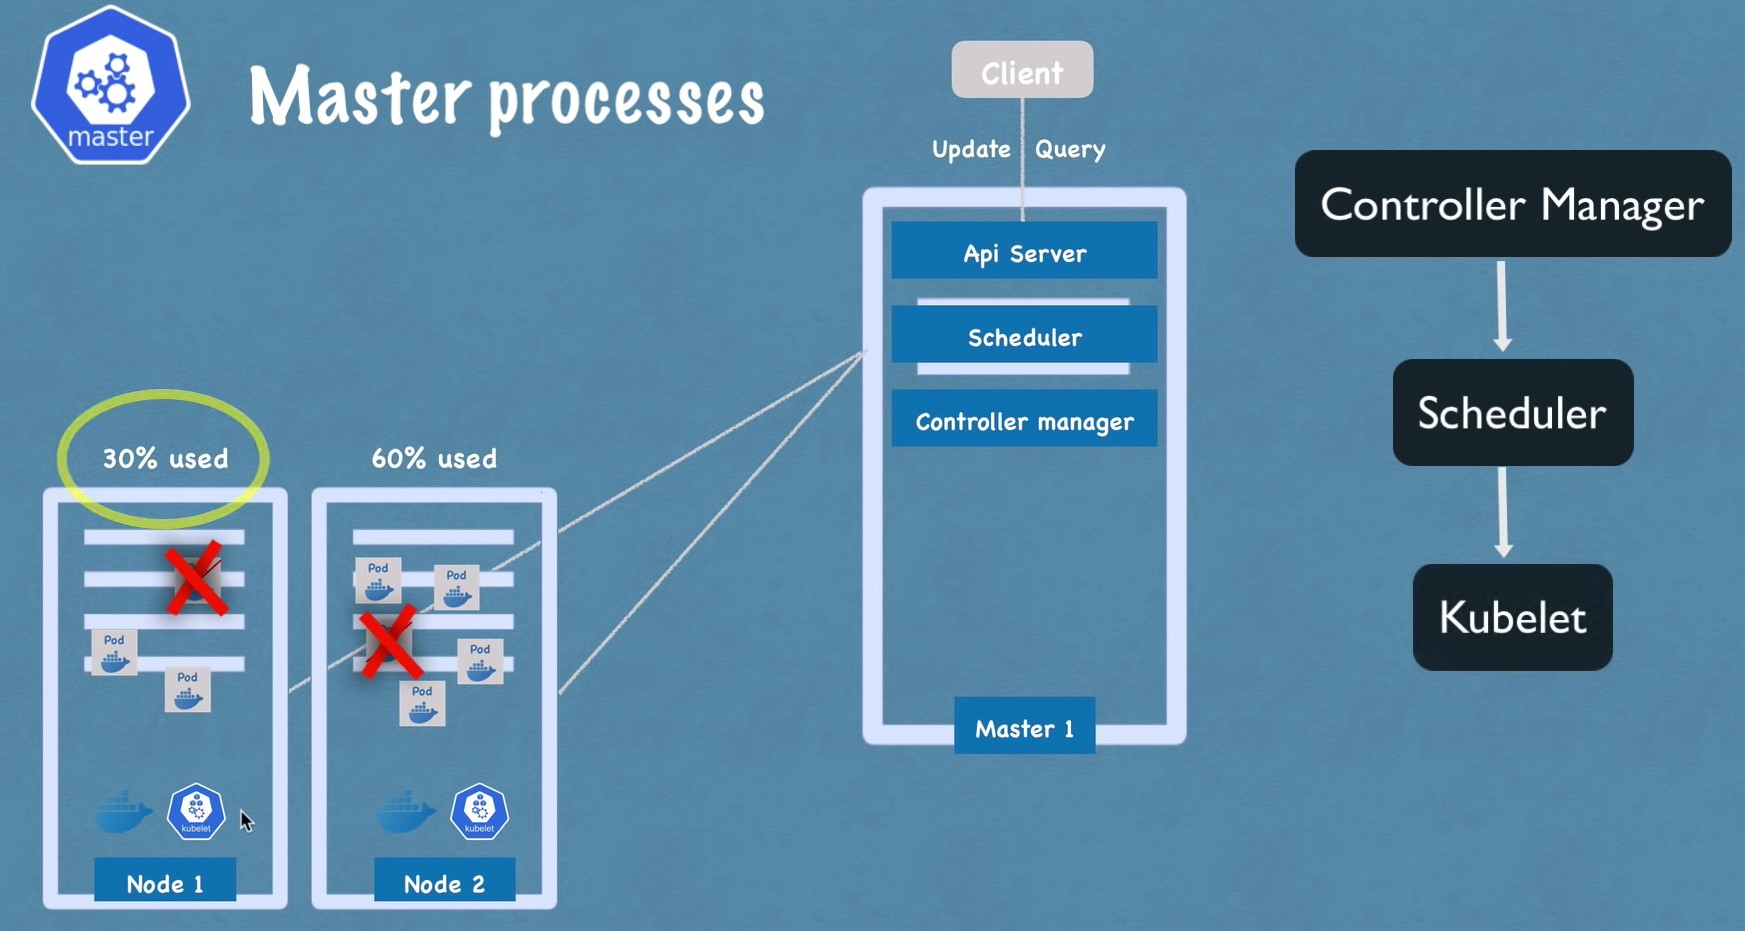 master
Master processes
Client
Update
Query
Api Server
Scheduler
Controller manager
Master 1
Controller Manager
Scheduler
Kubelet
30% used
60% used
Pod
Pod
Pod
Pod
Pod
Pod
kubelet
kubelet
Node 1
Node 2